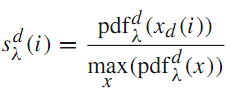 s_λ^d(i) = pdf_λ^d(x_d(i)) / max_x(pdf_λ^d(x))